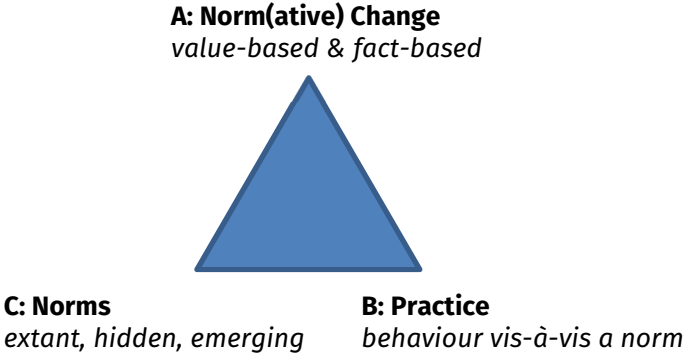 A: Norm(ative) Change
value-based & fact-based
C: Norms
extant, hidden, emerging
B: Practice
behaviour vis-à-vis a norm